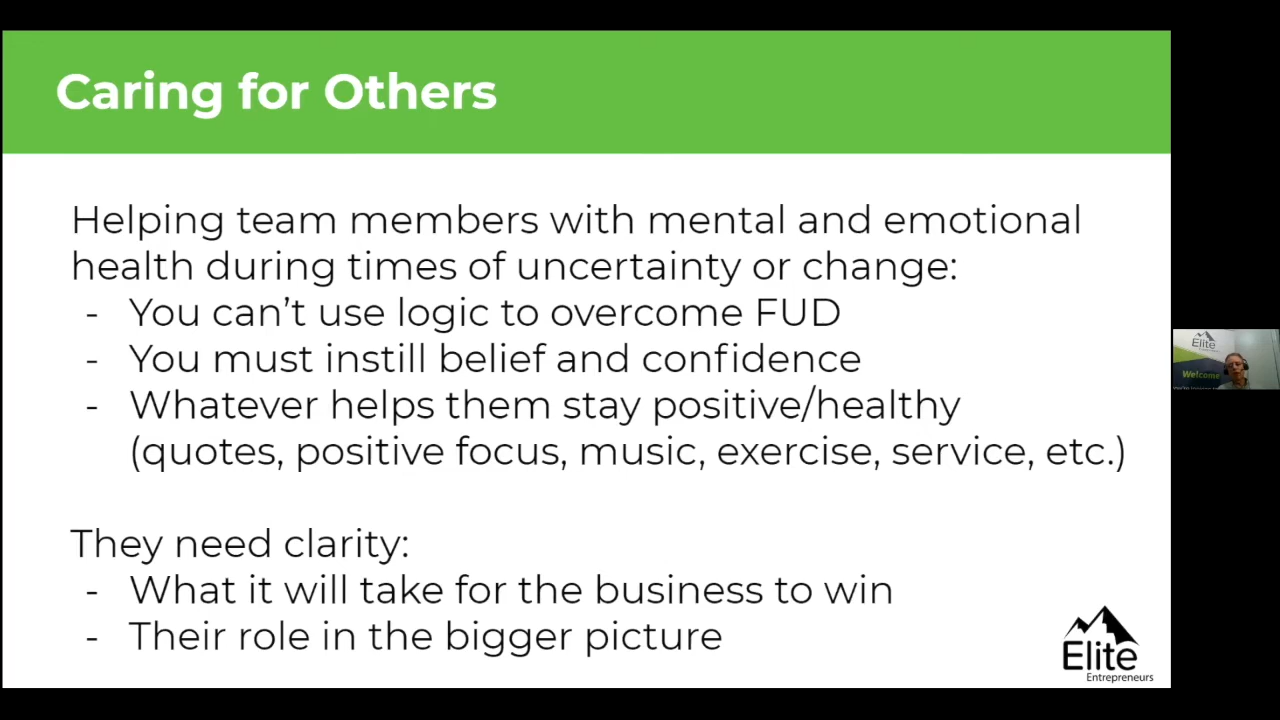 Caring for Others
Helping team members with mental and emotional
health during times of uncertainty or change:
- You can’t use logic to overcome FUD
- You must instill belief and confidence
- Whatever helps them stay positive/healthy
(quotes, positive focus, music, exercise, service, etc.)
They need clarity:
- What it will take for the business to win
- Their role in the bigger picture
Elite
Entrepreneurs
Elite
Welcome